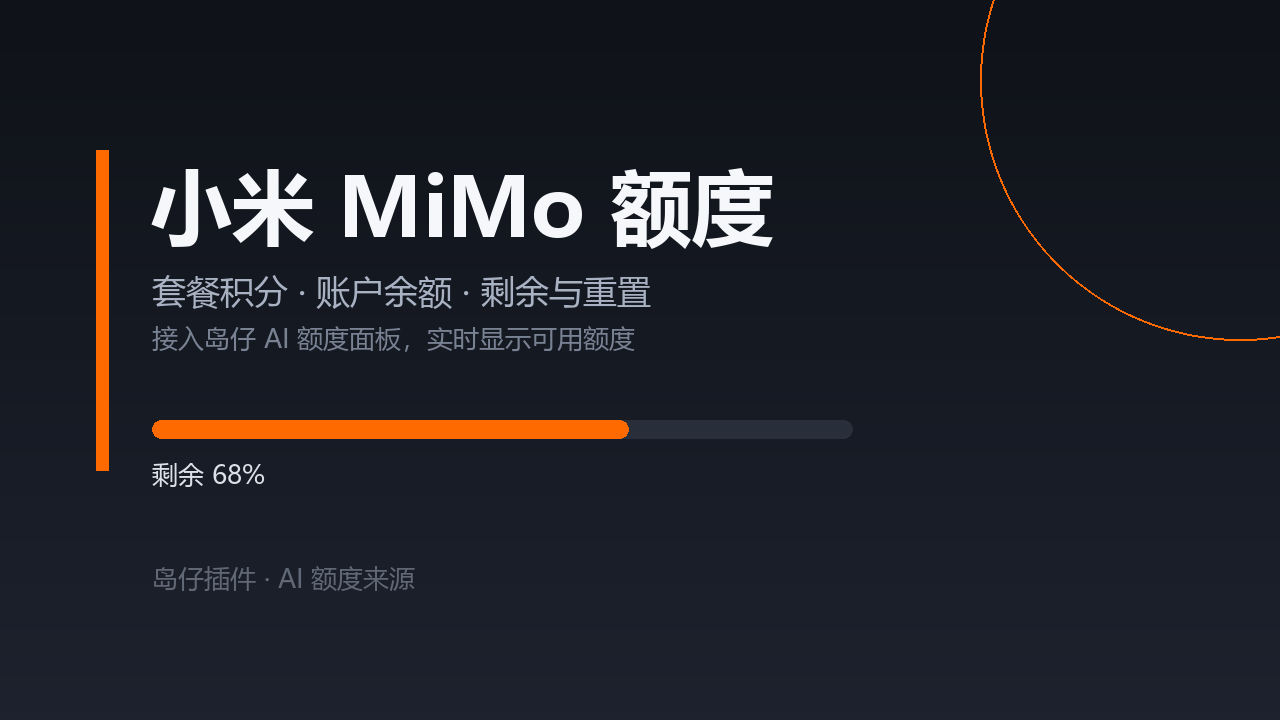 小米 MiMo 额度
套餐积分 · 账户余额 · 剩余与重置
接入岛仔 AI 额度面板，实时显示可用额度
剩余 68%
岛仔插件 · AI 额度来源